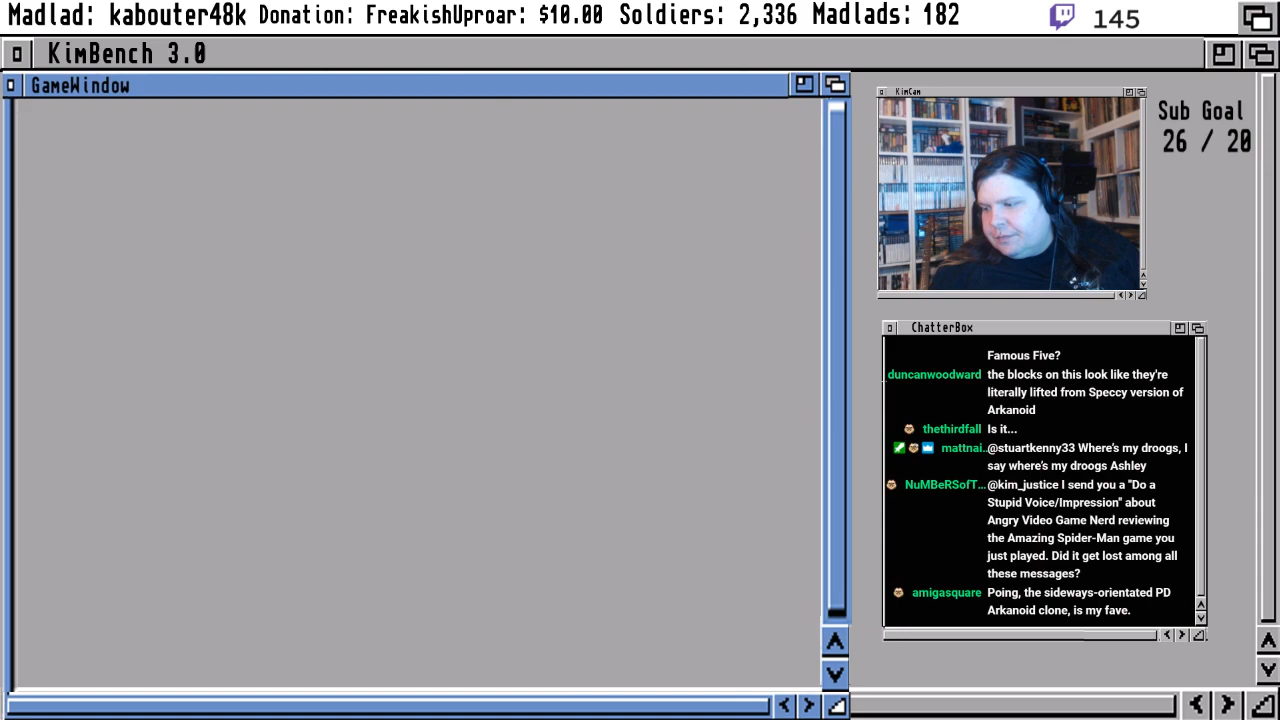 Madlad: kabouter48k Donation: FreakishUproar: $10.00 Soldiers: 2,336 Madlads: 182 145
KimBench 3.0
GameWindow
KimCam
Sub Goal
26 / 20
ChatterBox
Famous Five?
duncanwoodward the blocks on this look like they're
literally lifted from Speccy version of
Arkanoid
thethirdfall Is it...
mattnai.. @stuartkenny33 Where's my droogs, I
say where's my droogs Ashley
NuMBeRSofT... @kim_justice I send you a "Do a
Stupid Voice/Impression" about
Angry Video Game Nerd reviewing
the Amazing Spider-Man game you
just played. Did it get lost among all
these messages?
amigasquare Poing, the sideways-orientated PD
Arkanoid clone, is my fave.